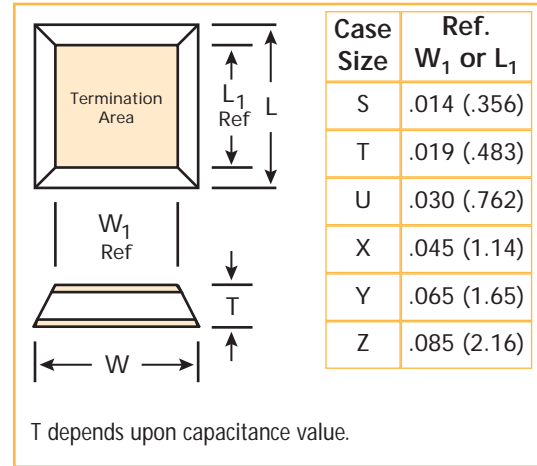 Termination
Area
L1
Ref
L
W1
Ref
T
W
Case Size
Ref. W1 or L1
S .014 (.356)
T .019 (.483)
U .030 (.762)
X .045 (1.14)
Y .065 (1.65)
Z .085 (2.16)
T depends upon capacitance value.